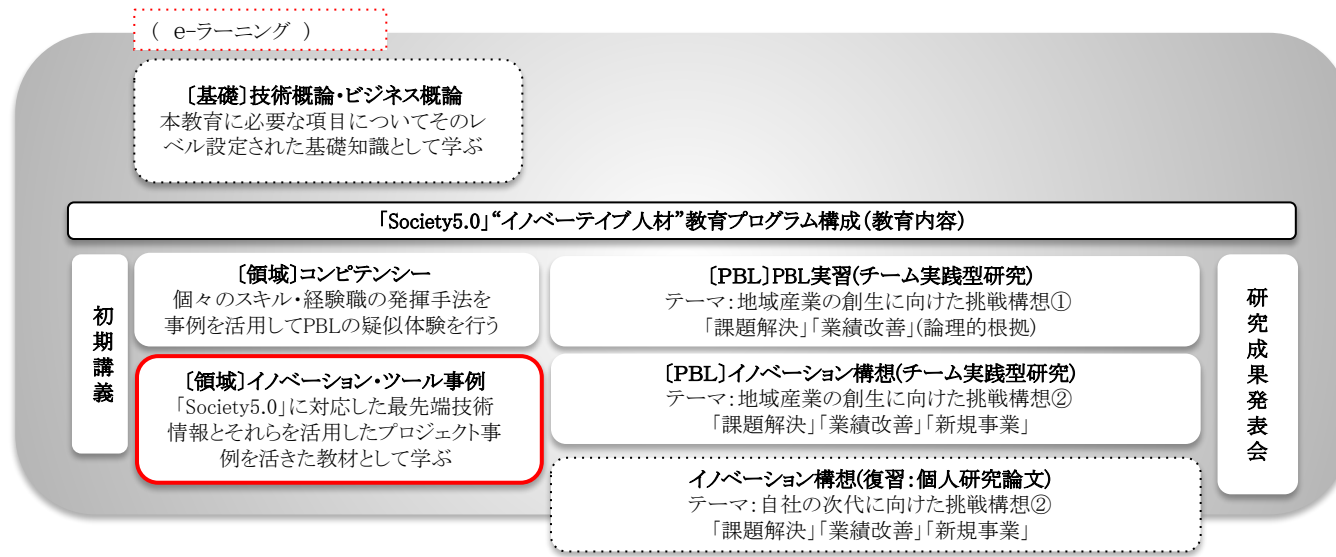 ( e-ラーニング )
〔基礎〕技術概論・ビジネス概論
本教育に必要な項目についてそのレ
ベル設定された基礎知識として学ぶ
「Society5.0」“イノベーテイブ人材”教育プログラム構成(教育内容)
初期講義
〔領域〕コンピテンシー
個々のスキル・経験職の発揮手法を
事例を活用してPBLの疑似体験を行う
〔領域〕イノベーション・ツール事例
「Society5.0」に対応した最先端技術
情報とそれらを活用したプロジェクト事
例を活きた教材として学ぶ
〔PBL〕PBL実習(チーム実践型研究)
テーマ:地域産業の創生に向けた挑戦構想①
「課題解決」「業績改善」(論理的根拠)
〔PBL〕イノベーション構想(チーム実践型研究)
テーマ:地域産業の創生に向けた挑戦構想②
「課題解決」「業績改善」「新規事業」
イノベーション構想(復習:個人研究論文)
テーマ:自社の次代に向けた挑戦構想②
「課題解決」「業績改善」「新規事業」
研究成果発表会